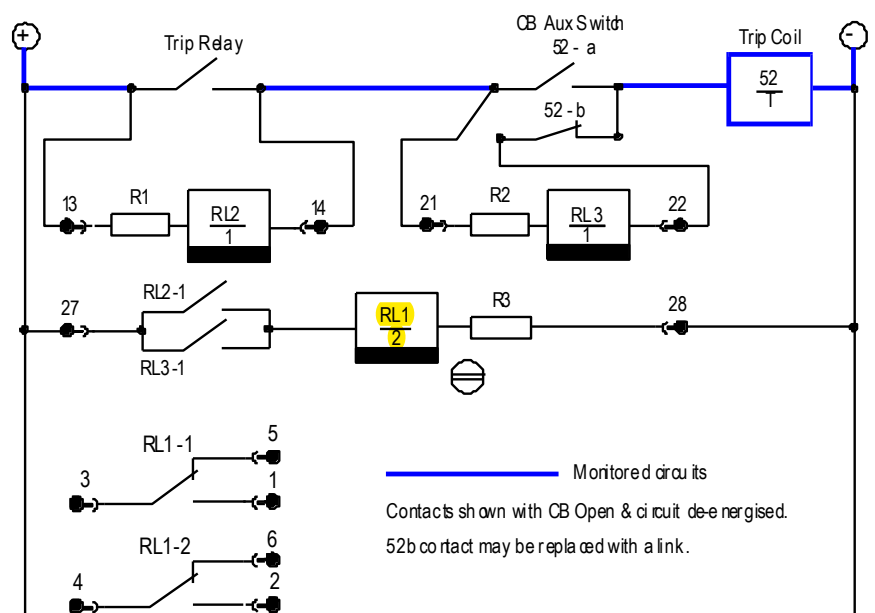 +
-
Trip Relay
CB Aux Switch
52 - a
Trip Coil
52
T
52 - b
13
R1
RL2
1
14
21
R2
RL3
1
22
27
RL2-1
RL3-1
RL1
2
R3
28
RL1-1
3
5
1
RL1-2
4
6
2
Monitored circuits
Contacts shown with CB Open & circuit de-energised.
52b contact may be replaced with a link.